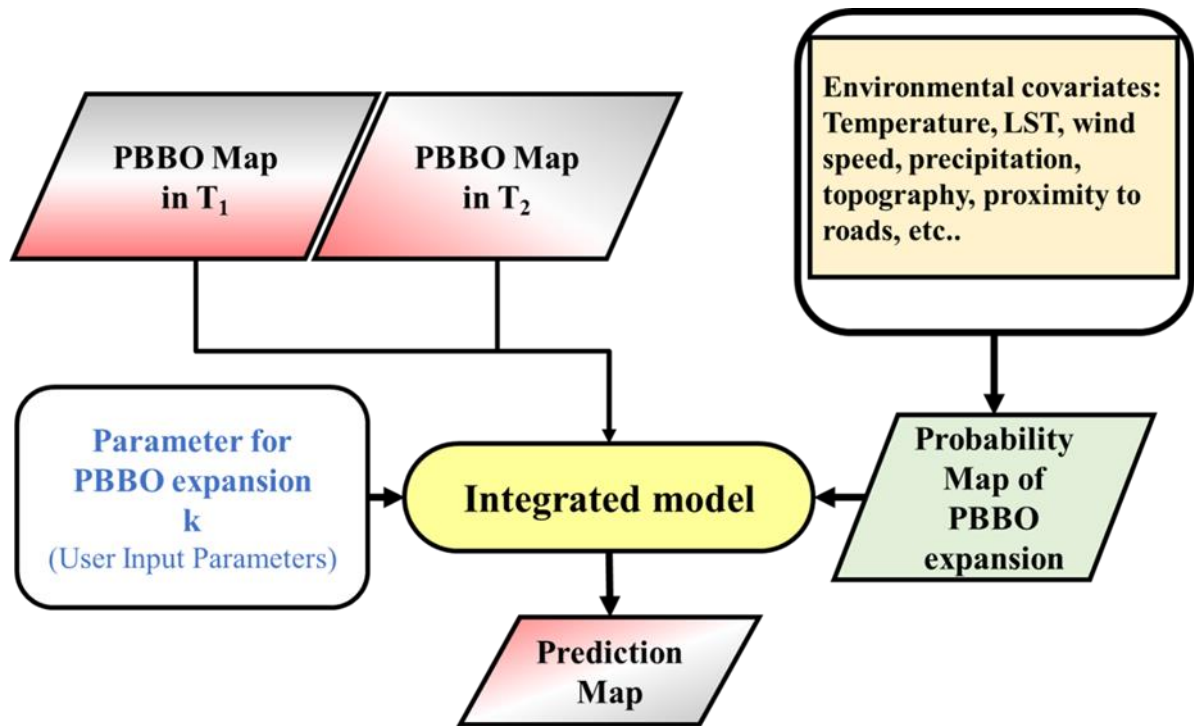 PBBO Map
in T₁
PBBO Map
in T₂
Environmental covariates:
Temperature, LST, wind
speed, precipitation,
topography, proximity to
roads, etc..
Parameter for
PBBO expansion
k
(User Input Parameters)
Integrated model
Probability
Map of
PBBO
expansion
Prediction
Map